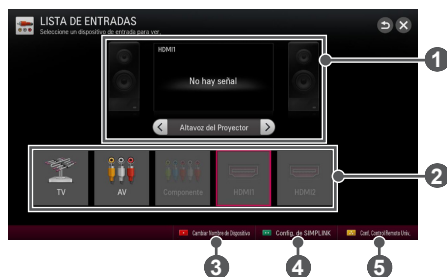 LISTA DE ENTRADAS
Seleccione un dispositivo de entrada para ver.
HDMI1
No hay señal
Altavoz del Proyector
1
TV
AV
Componente
HDMI1
HDMI2
2
Cambiar Nombre de Dispositivo
Config. de SIMPLINK
Conf. Control Remoto Univ.
3
4
5